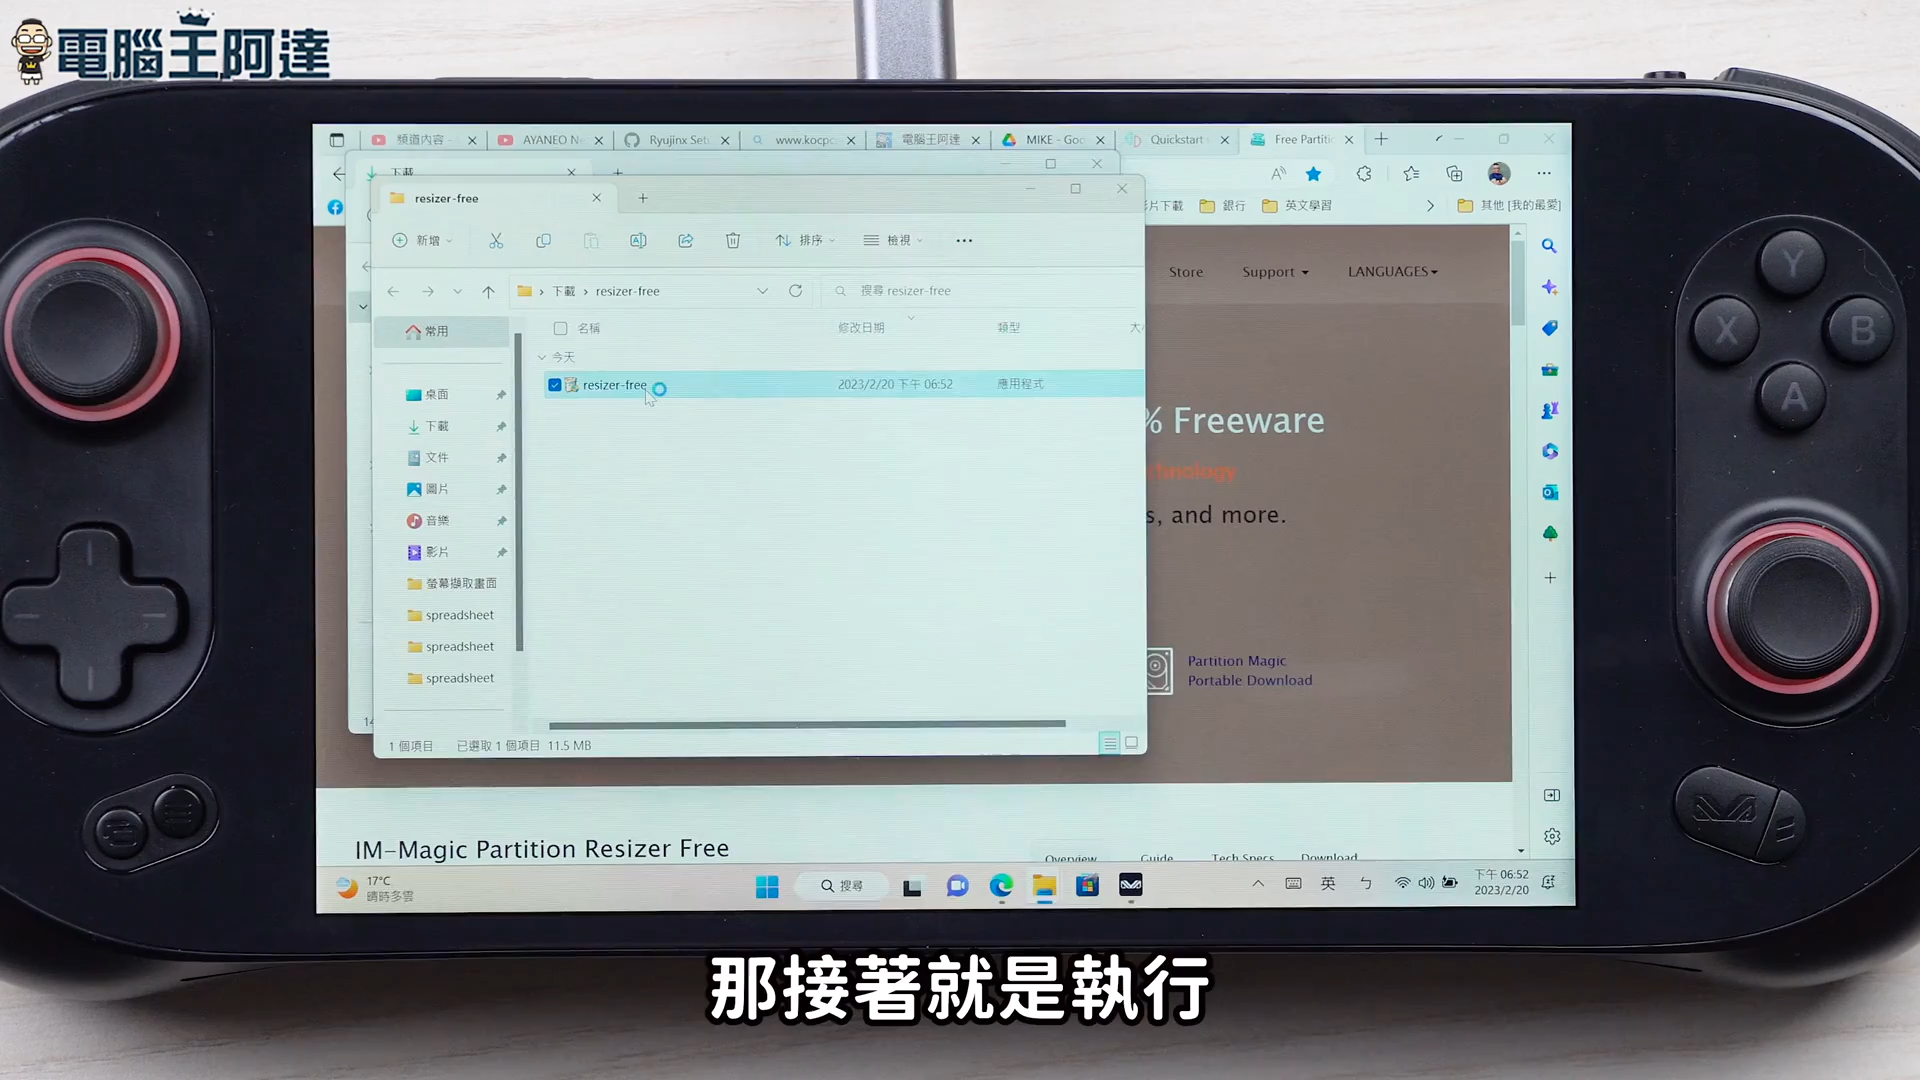 電腦王阿達
頻道內容 -
AYANEO Ne
Ryujinx Setu
www.kocpc
電腦王阿達
MIKE - Goo
Quickstart
Free Partiti
下載
resizer-free
新增
排序
檢視
下載 › resizer-free
搜尋 resizer-free
片下載
銀行
英文學習
其他 [我的最愛]
Store
Support
LANGUAGES
常用
名稱
修改日期
類型
今天
resizer-free
2023/2/20 下午 06:52
應用程式
桌面
下載
文件
圖片
音樂
影片
螢幕擷取畫面
spreadsheet
spreadsheet
spreadsheet
% Freeware
chnology
s, and more.
Partition Magic
Portable Download
1 個項目
已選取 1 個項目 11.5 MB
IM-Magic Partition Resizer Free
Overview
Guide
Tech Specs
Download
17°C
晴時多雲
搜尋
英
ㄅ
下午 06:52
2023/2/20
Y
X
B
A
那接著就是執行